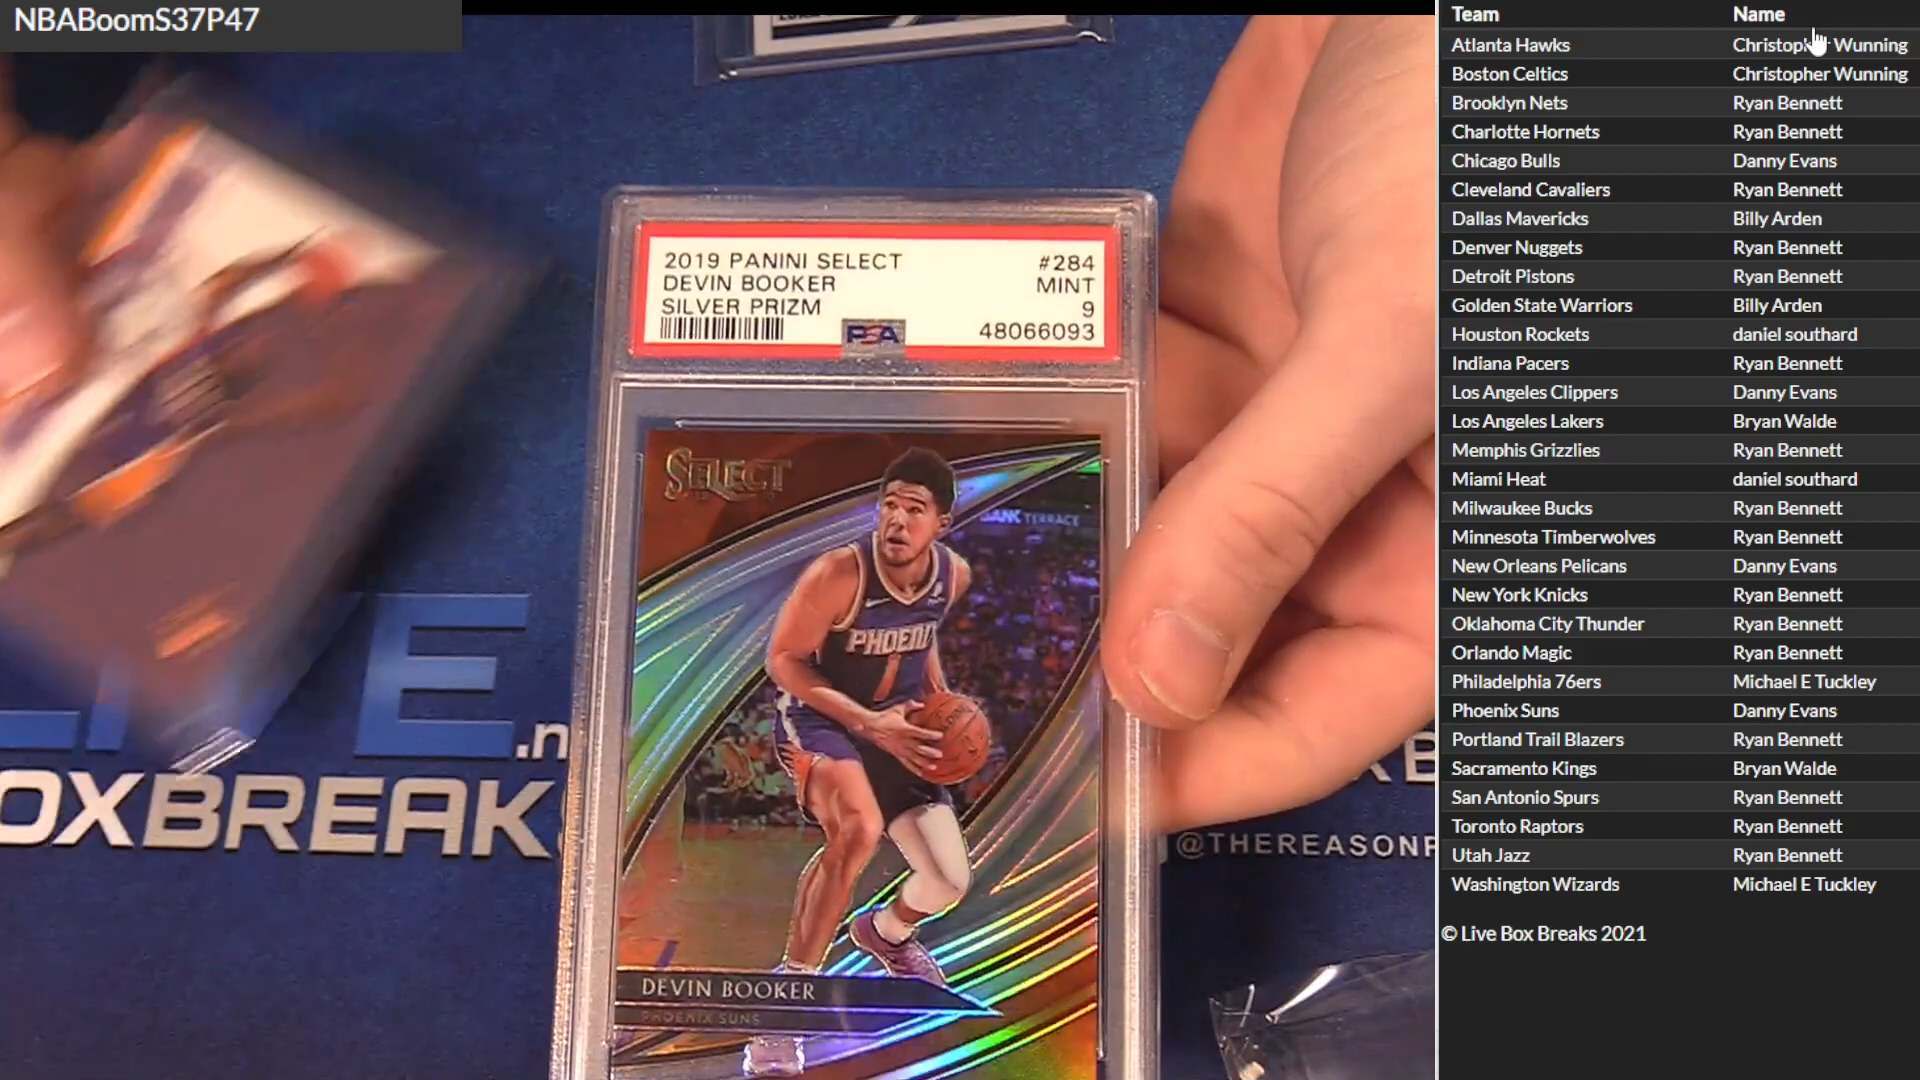 NBABoomS37P47
2019 PANINI SELECT #284
DEVIN BOOKER MINT
SILVER PRIZM 9
PSA 48066093
SELECT
BANK TERRACE
PHOENIX
1
DEVIN BOOKER
PHOENIX SUNS
LIVE.n
OXBREAK
@THEREASONF
Team Name
Atlanta Hawks Christopher Wunning
Boston Celtics Christopher Wunning
Brooklyn Nets Ryan Bennett
Charlotte Hornets Ryan Bennett
Chicago Bulls Danny Evans
Cleveland Cavaliers Ryan Bennett
Dallas Mavericks Billy Arden
Denver Nuggets Ryan Bennett
Detroit Pistons Ryan Bennett
Golden State Warriors Billy Arden
Houston Rockets daniel southard
Indiana Pacers Ryan Bennett
Los Angeles Clippers Danny Evans
Los Angeles Lakers Bryan Walde
Memphis Grizzlies Ryan Bennett
Miami Heat daniel southard
Milwaukee Bucks Ryan Bennett
Minnesota Timberwolves Ryan Bennett
New Orleans Pelicans Danny Evans
New York Knicks Ryan Bennett
Oklahoma City Thunder Ryan Bennett
Orlando Magic Ryan Bennett
Philadelphia 76ers Michael E Tuckley
Phoenix Suns Danny Evans
Portland Trail Blazers Ryan Bennett
Sacramento Kings Bryan Walde
San Antonio Spurs Ryan Bennett
Toronto Raptors Ryan Bennett
Utah Jazz Ryan Bennett
Washington Wizards Michael E Tuckley
© Live Box Breaks 2021